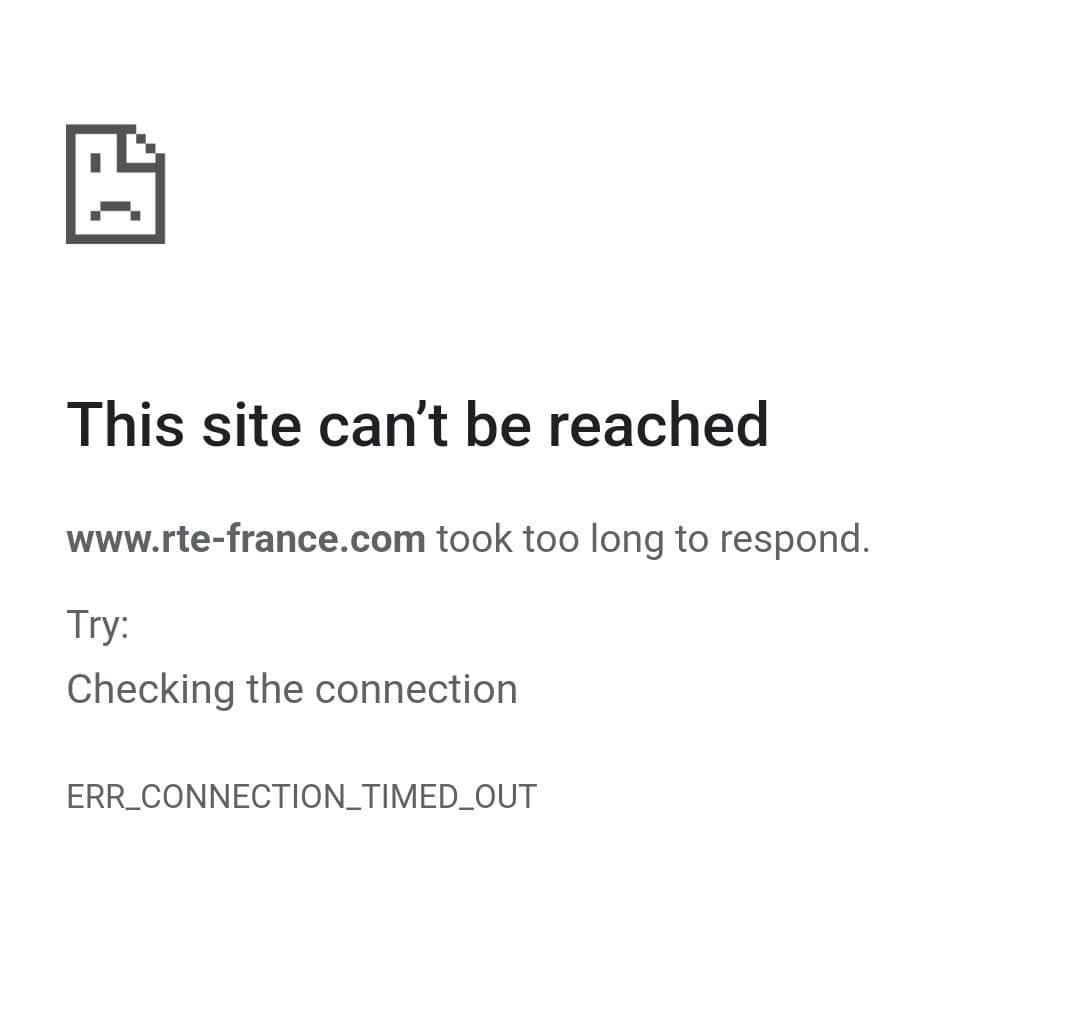 This site can’t be reached
www.rte-france.com took too long to respond.
Try:
Checking the connection
ERR_CONNECTION_TIMED_OUT